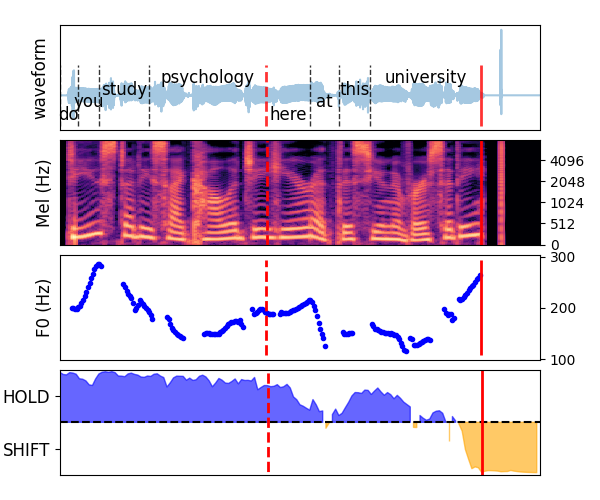 waveform
do you study psychology here at this university
Mel (Hz)
4096
2048
1024
512
0
F0 (Hz)
300
200
100
HOLD
SHIFT